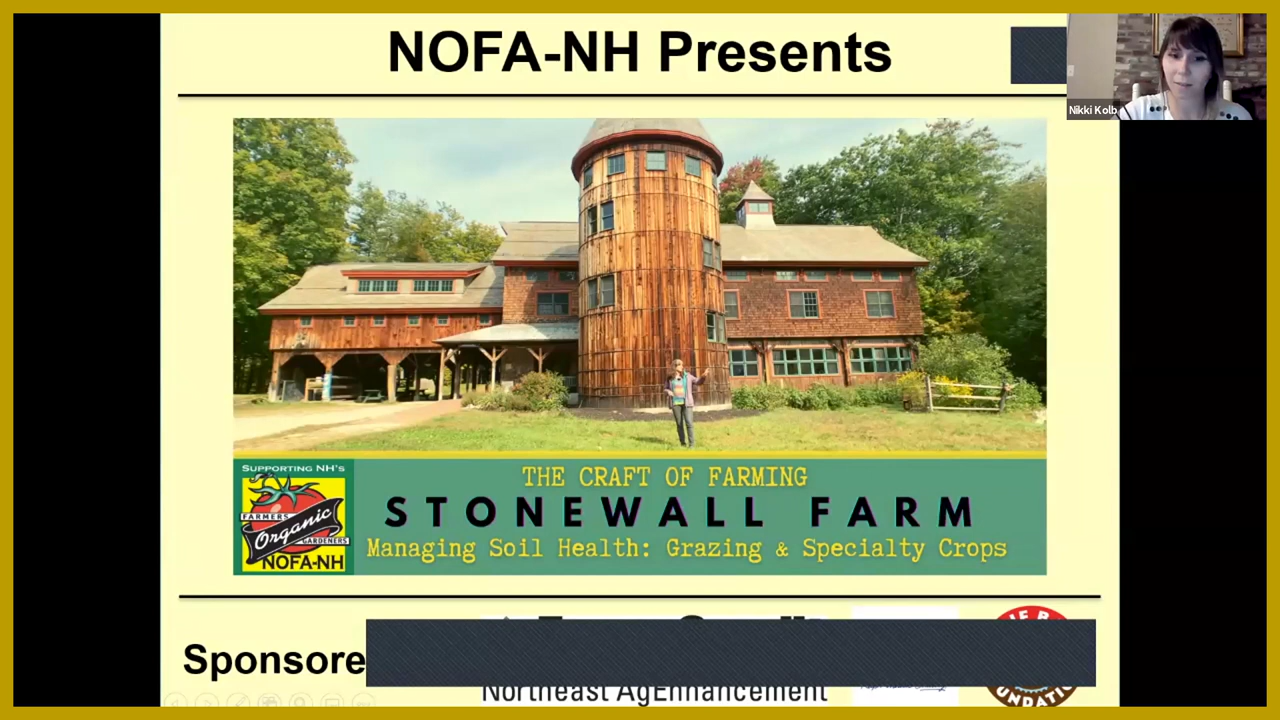 NOFA-NH Presents
Nikki Kolb
SUPPORTING NH'S
FARMERS
Organic
GARDENERS
NOFA-NH
THE CRAFT OF FARMING
STONEWALL FARM
Managing Soil Health: Grazing & Specialty Crops
Sponsore
Northeast AgEnhancement